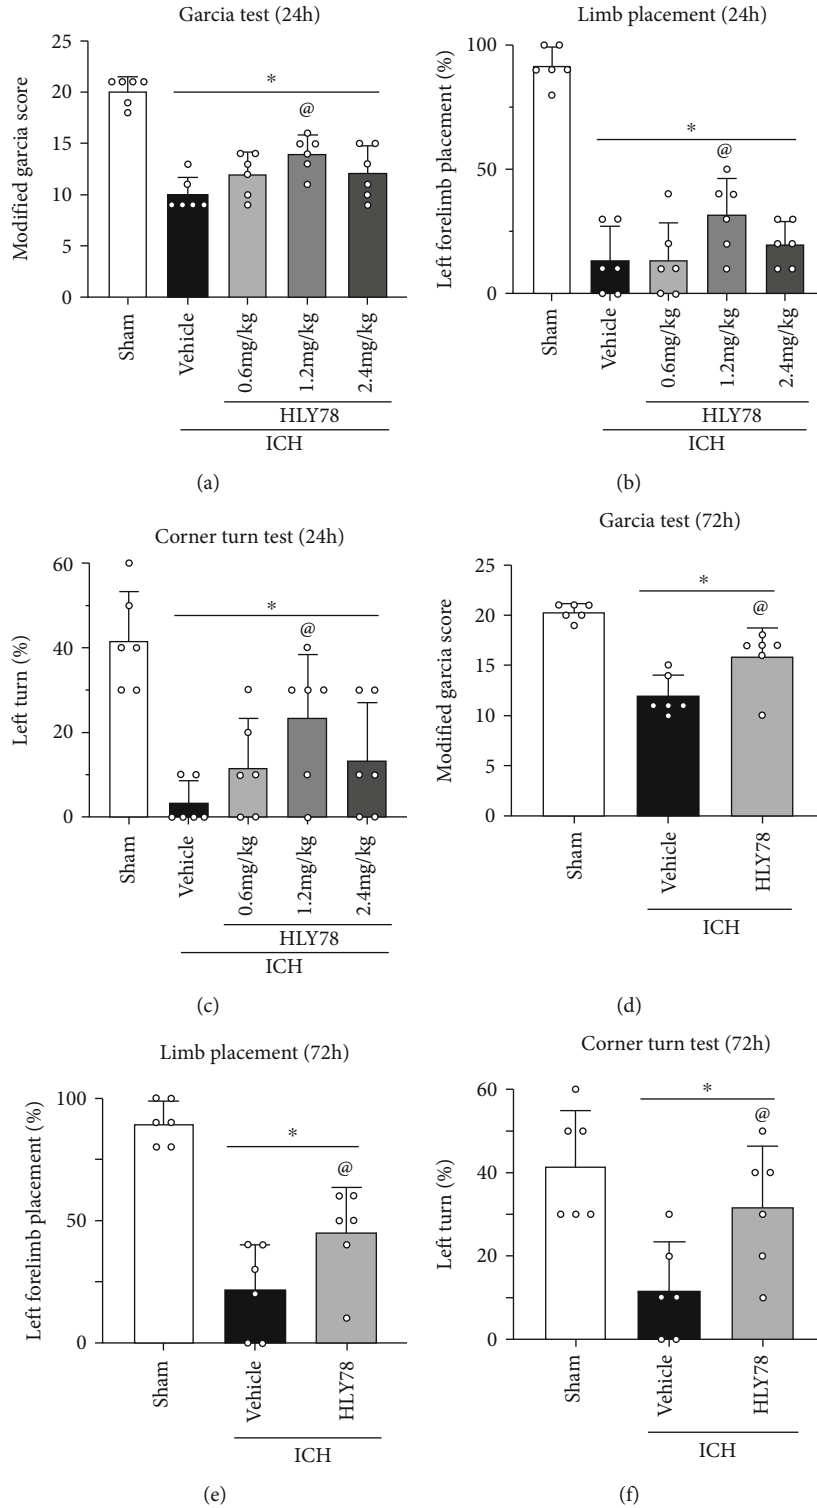 Garcia test (24h)
Modified garcia score
25
20
15
10
5
0
*
@
Sham
Vehicle
0.6mg/kg
1.2mg/kg
2.4mg/kg
HLY78
ICH
(a)
Limb placement (24h)
Left forelimb placement (%)
100
50
0
*
@
Sham
Vehicle
0.6mg/kg
1.2mg/kg
2.4mg/kg
HLY78
ICH
(b)
Corner turn test (24h)
Left turn (%)
60
40
20
0
*
@
Sham
Vehicle
0.6mg/kg
1.2mg/kg
2.4mg/kg
HLY78
ICH
(c)
Garcia test (72h)
Modified garcia score
25
20
15
10
5
0
*
@
Sham
Vehicle
HLY78
ICH
(d)
Limb placement (72h)
Left forelimb placement (%)
100
50
0
*
@
Sham
Vehicle
HLY78
ICH
(e)
Corner turn test (72h)
Left turn (%)
60
40
20
0
*
@
Sham
Vehicle
HLY78
ICH
(f)